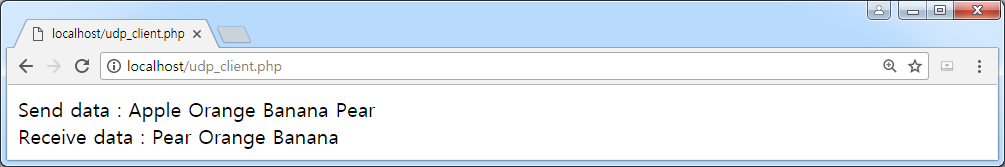 localhost/udp_client.php
localhost/udp_client.php
Send data : Apple Orange Banana Pear
Receive data : Pear Orange Banana